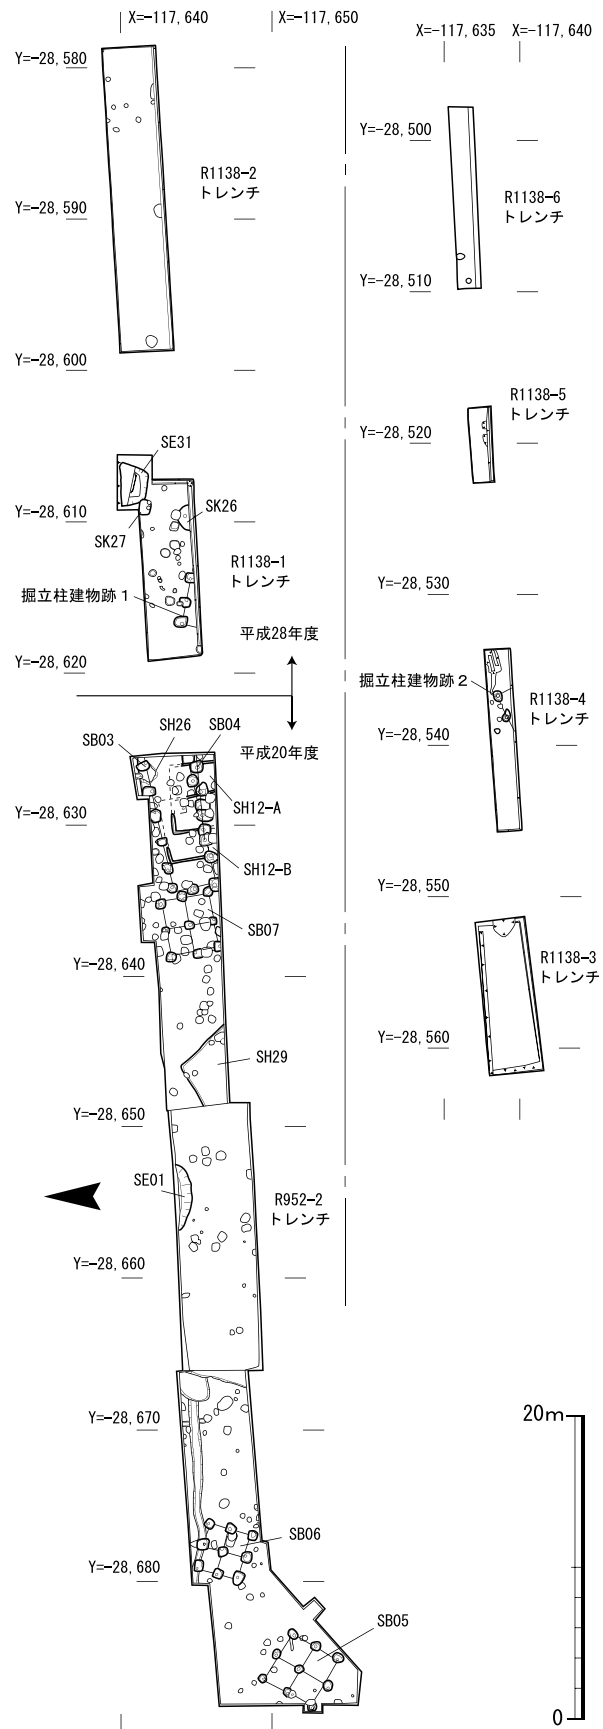 X=-117,640
X=-117,650
Y=-28,580
R1138-2
トレンチ
Y=-28,590
Y=-28,600
SE31
Y=-28,610
SK26
SK27
R1138-1
トレンチ
掘立柱建物跡1
平成28年度
Y=-28,620
平成20年度
SB03
SH26
SB04
SH12-A
Y=-28,630
SH12-B
SB07
Y=-28,640
SH29
Y=-28,650
SE01
R952-2
トレンチ
Y=-28,660
Y=-28,670
SB06
Y=-28,680
SB05
X=-117,635
X=-117,640
Y=-28,500
R1138-6
トレンチ
Y=-28,510
R1138-5
トレンチ
Y=-28,520
Y=-28,530
掘立柱建物跡2
R1138-4
トレンチ
Y=-28,540
Y=-28,550
R1138-3
トレンチ
Y=-28,560
20m
0